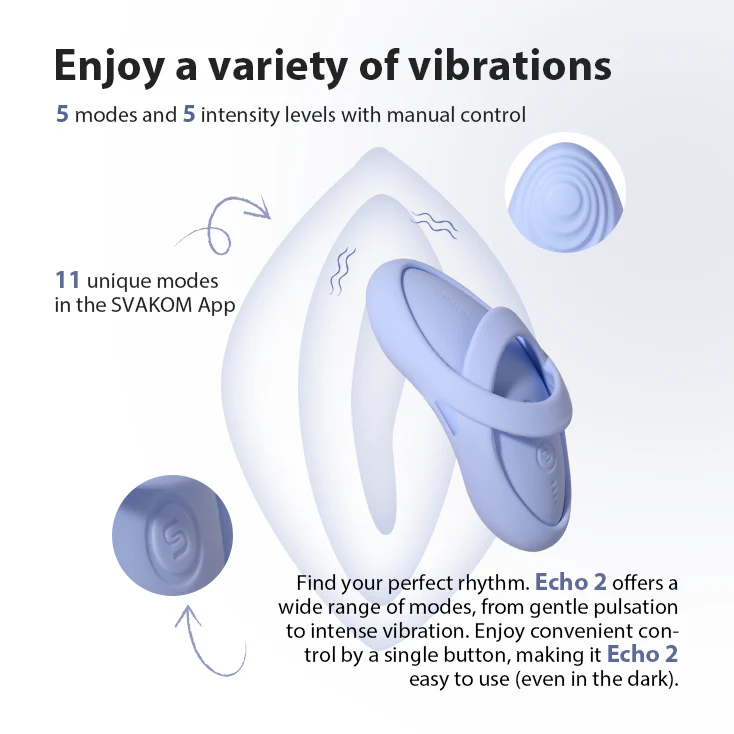 Enjoy a variety of vibrations
5 modes and 5 intensity levels with manual control
11 unique modes
in the SVAKOM App
Find your perfect rhythm. Echo 2 offers a
wide range of modes, from gentle pulsation
to intense vibration. Enjoy convenient con-
trol by a single button, making it Echo 2
easy to use (even in the dark).